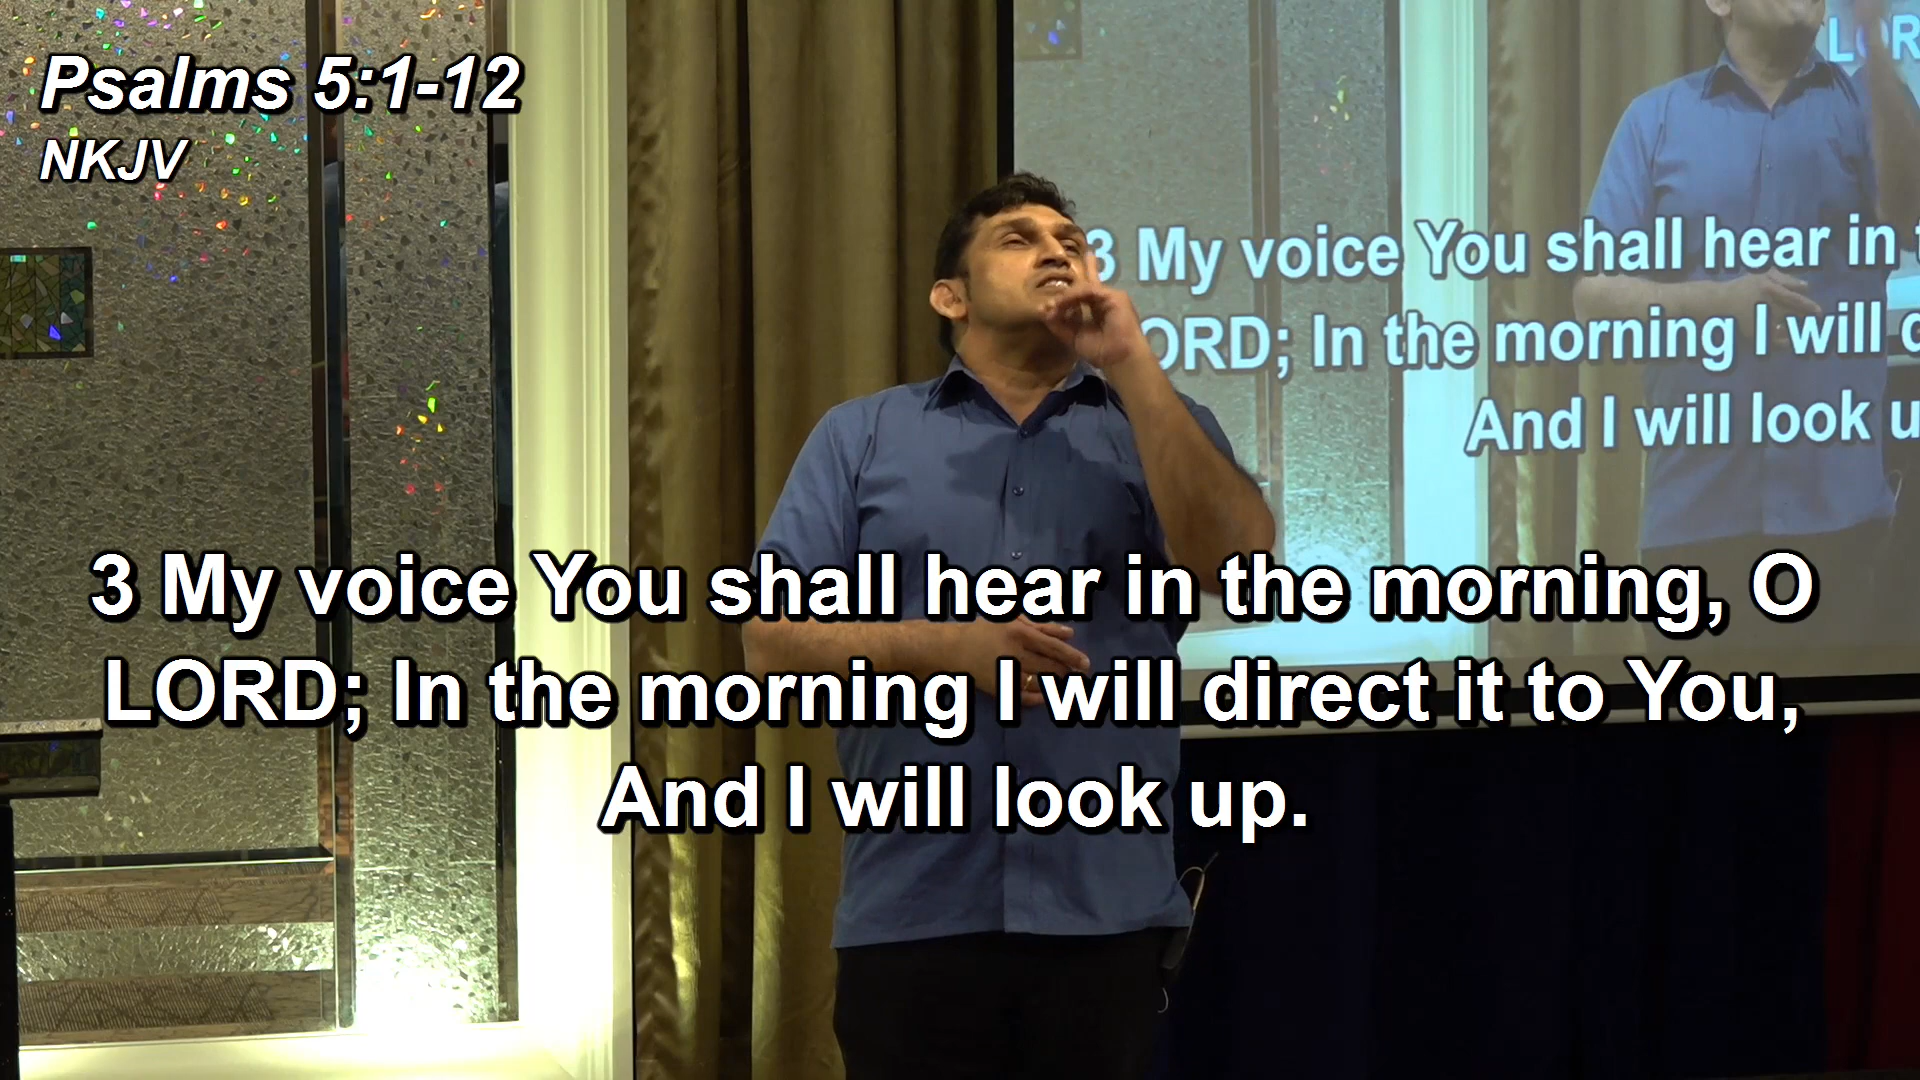 Psalms 5:1-12
NKJV
LOR
3 My voice You shall hear in
ORD; In the morning I will
And I will look u
3 My voice You shall hear in the morning, O
LORD; In the morning I will direct it to You,
And I will look up.